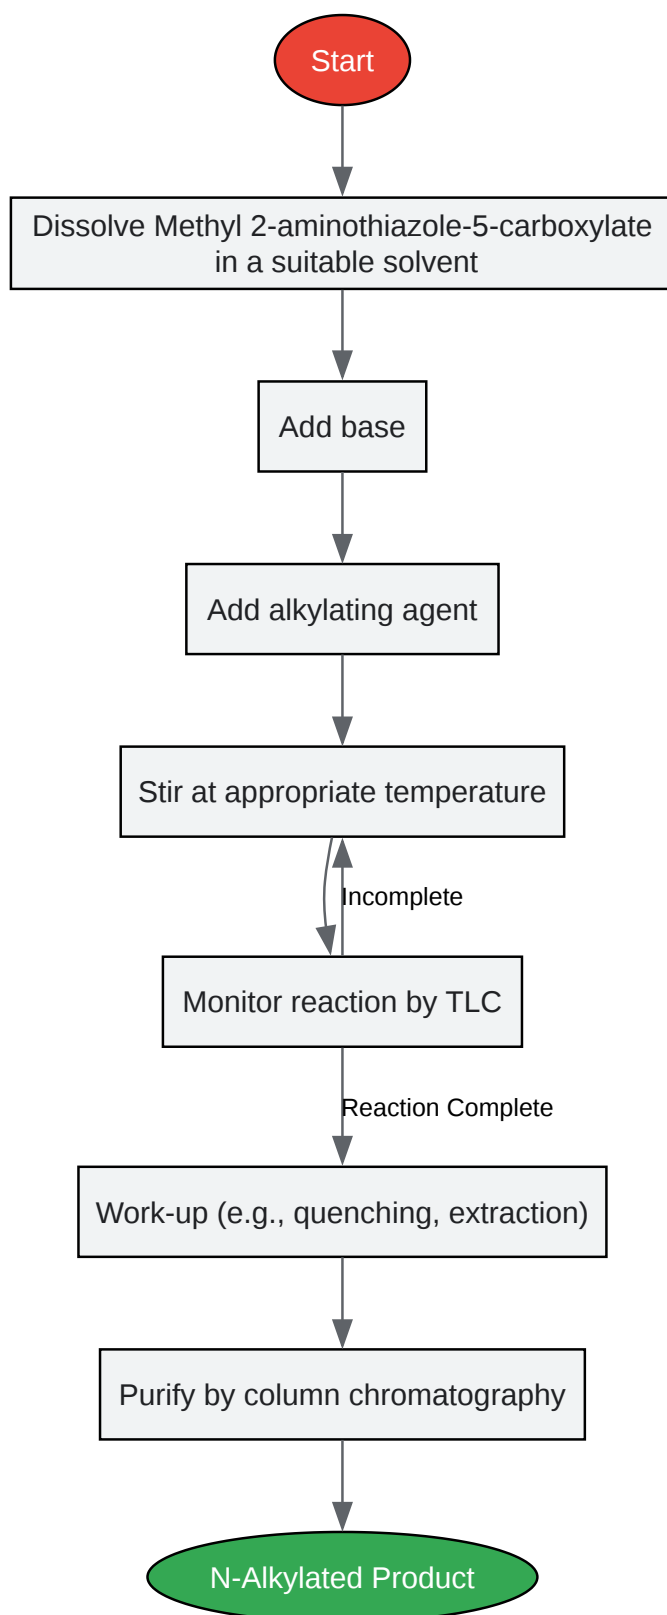 Start
Dissolve Methyl 2-aminothiazole-5-carboxylate
in a suitable solvent
Add base
Add alkylating agent
Stir at appropriate temperature
Incomplete
Monitor reaction by TLC
Reaction Complete
Work-up (e.g., quenching, extraction)
Purify by column chromatography
N-Alkylated Product